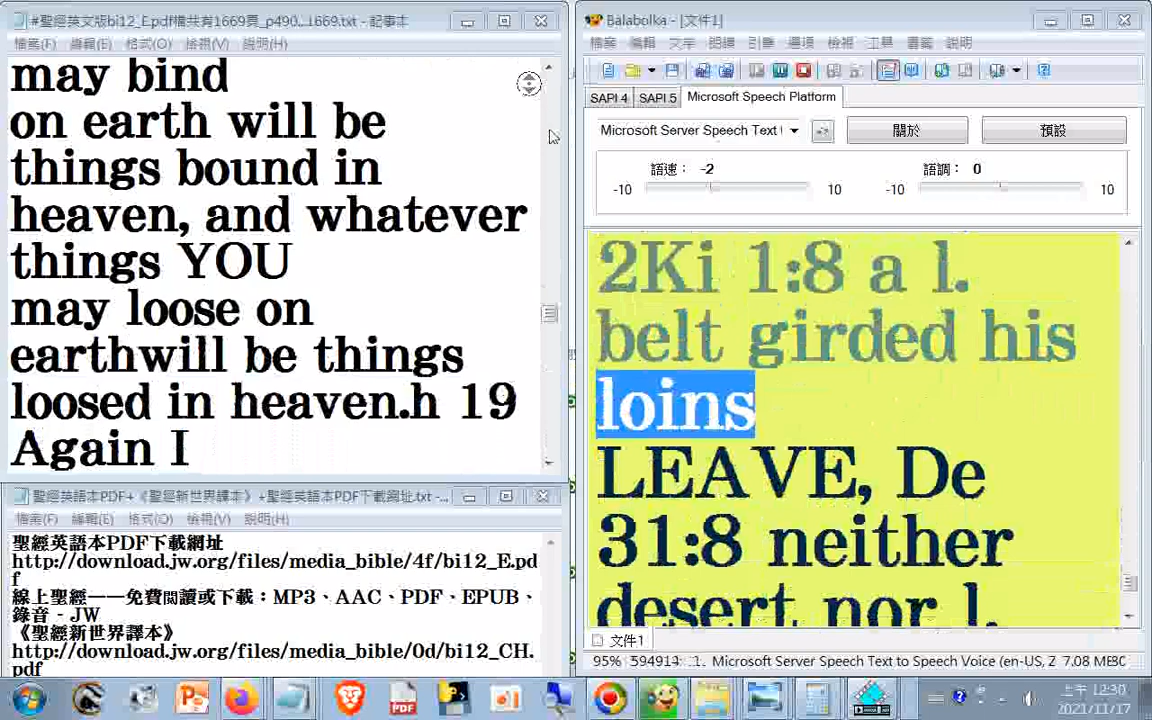 #聖經英文版bi12_E.pdf檔共有1669頁_p490...1669.txt - 記事本
檔案(F) 編輯(E) 格式(O) 檢視(V) 說明(H)
may bind
on earth will be
things bound in
heaven, and whatever
things YOU
may loose on
earthwill be things
loosed in heaven.h 19
Again I
聖經英語本PDF+《聖經新世界譯本》+聖經英語本PDF下載網址.txt - ...
檔案(F) 編輯(E) 格式(O) 檢視(V) 說明(H)
聖經英語本PDF下載網址
http://download.jw.org/files/media_bible/4f/bi12_E.pd
f
線上聖經——免費閱讀或下載：MP3、AAC、PDF、EPUB、
錄音 - JW
《聖經新世界譯本》
http://download.jw.org/files/media_bible/0d/bi12_CH.
pdf
Balabolka - [文件1]
檔案 編輯 文字 朗讀 引擎 選項 檢視 工具 書籤 說明
SAPI 4 SAPI 5 Microsoft Speech Platform
Microsoft Server Speech Text 關於 預設
語速： -2 語調： 0
-10 10 -10 10
2Ki 1:8 a l.
belt girded his
loins
LEAVE, De
31:8 neither
desert nor l.
文件1
95% Microsoft Server Speech Text to Speech Voice (en-US, Z 7.08 MB
PDF
上午 12:30
2021/11/17